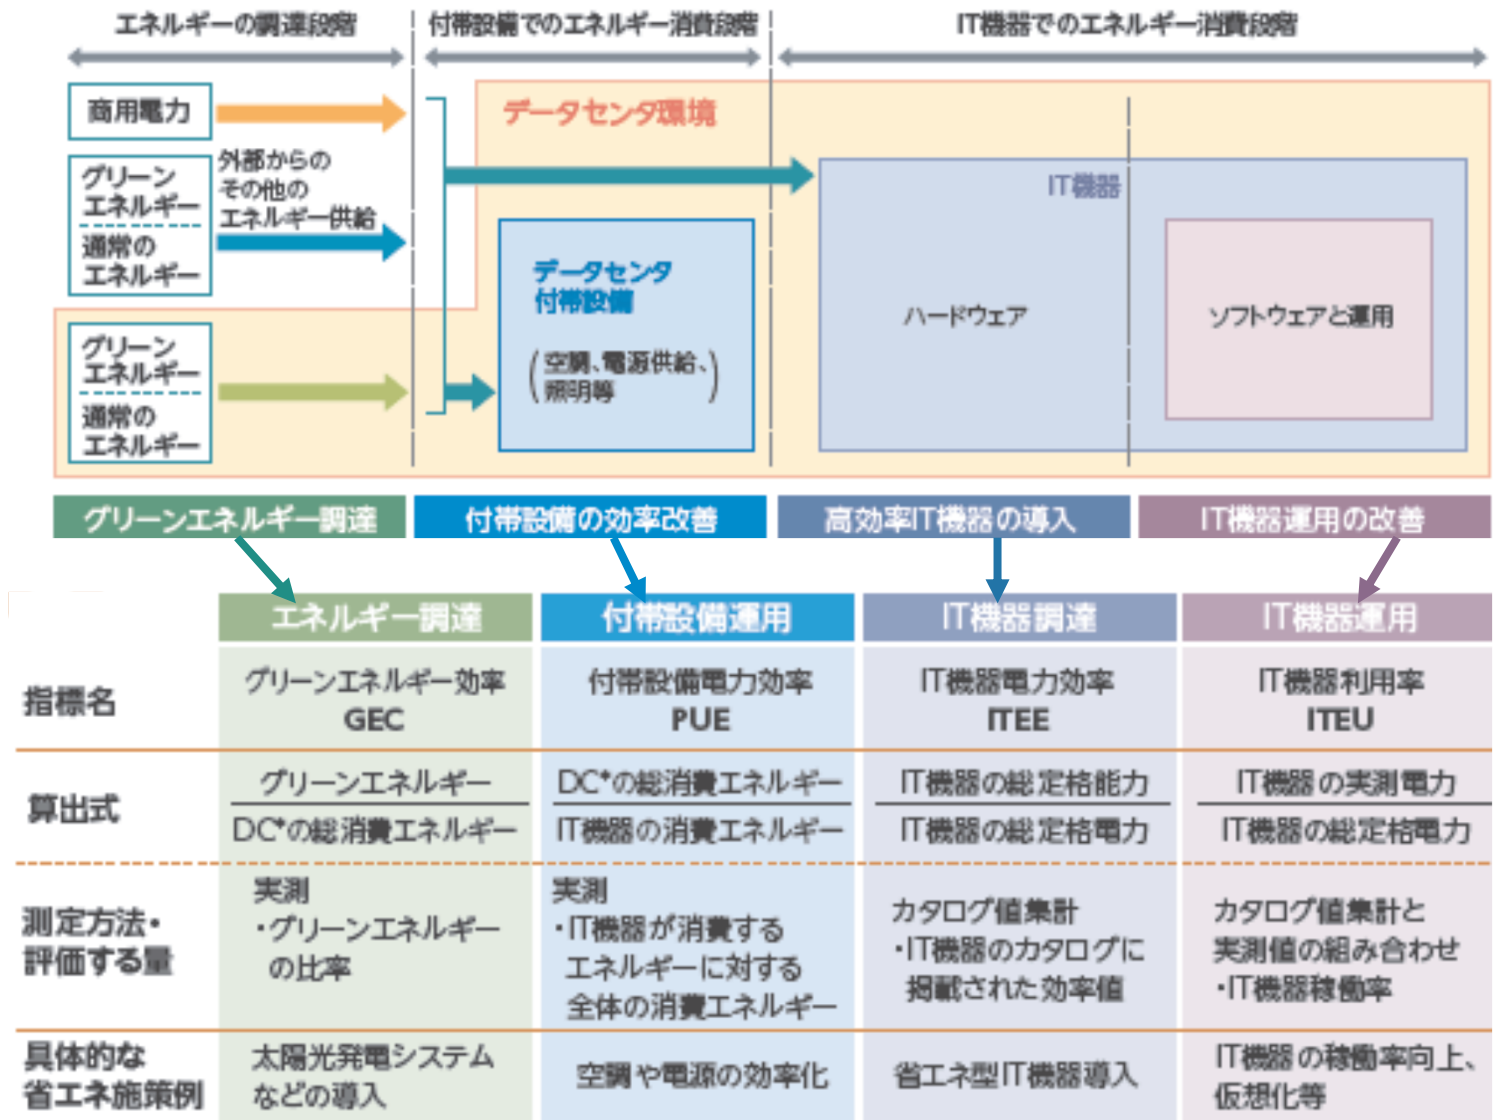 エネルギーの調達段階
付帯設備でのエネルギー消費段階
IT機器でのエネルギー消費段階
商用電力
グリーン
エネルギー
通常の
エネルギー
外部からの
その他の
エネルギー供給
グリーン
エネルギー
通常の
エネルギー
データセンタ環境
データセンタ
付帯設備
(空調、電源供給、
照明等)
IT機器
ハードウェア
ソフトウェアと運用
グリーンエネルギー調達
付帯設備の効率改善
高効率IT機器の導入
IT機器運用の改善
エネルギー調達
付帯設備運用
IT機器調達
IT機器運用
指標名
グリーンエネルギー効率
GEC
付帯設備電力効率
PUE
IT機器電力効率
ITEE
IT機器利用率
ITEU
算出式
グリーンエネルギー
DC*の総消費エネルギー
DC*の総消費エネルギー
IT機器の消費エネルギー
IT機器の総定格能力
IT機器の総定格電力
IT機器の実測電力
IT機器の総定格電力
測定方法・
評価する量
実測
・グリーンエネルギー
の比率
実測
・IT機器が消費する
エネルギーに対する
全体の消費エネルギー
カタログ値集計
・IT機器のカタログに
掲載された効率値
カタログ値集計と
実測値の組み合わせ
・IT機器稼働率
具体的な
省エネ施策例
太陽光発電システム
などの導入
空調や電源の効率化
省エネ型IT機器導入
IT機器の稼働率向上、
仮想化等